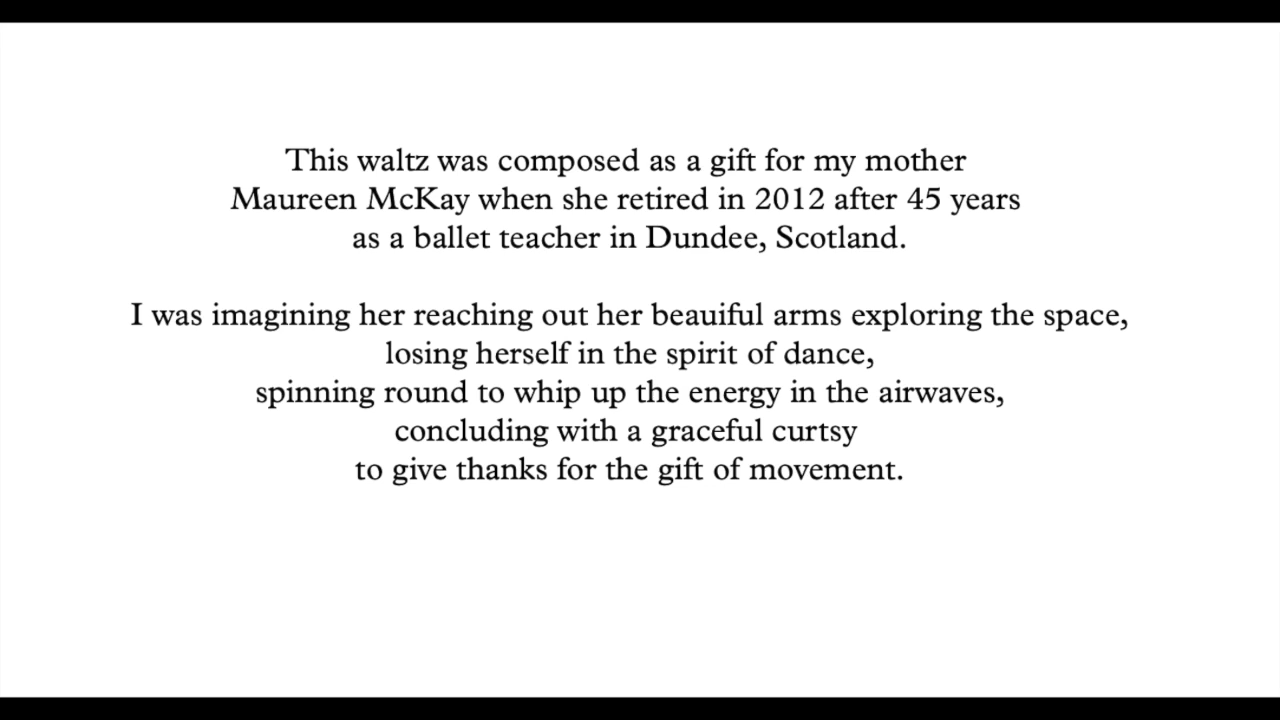 This waltz was composed as a gift for my mother
Maureen McKay when she retired in 2012 after 45 years
as a ballet teacher in Dundee, Scotland.
I was imagining her reaching out her beauiful arms exploring the space,
losing herself in the spirit of dance,
spinning round to whip up the energy in the airwaves,
concluding with a graceful curtsy
to give thanks for the gift of movement.